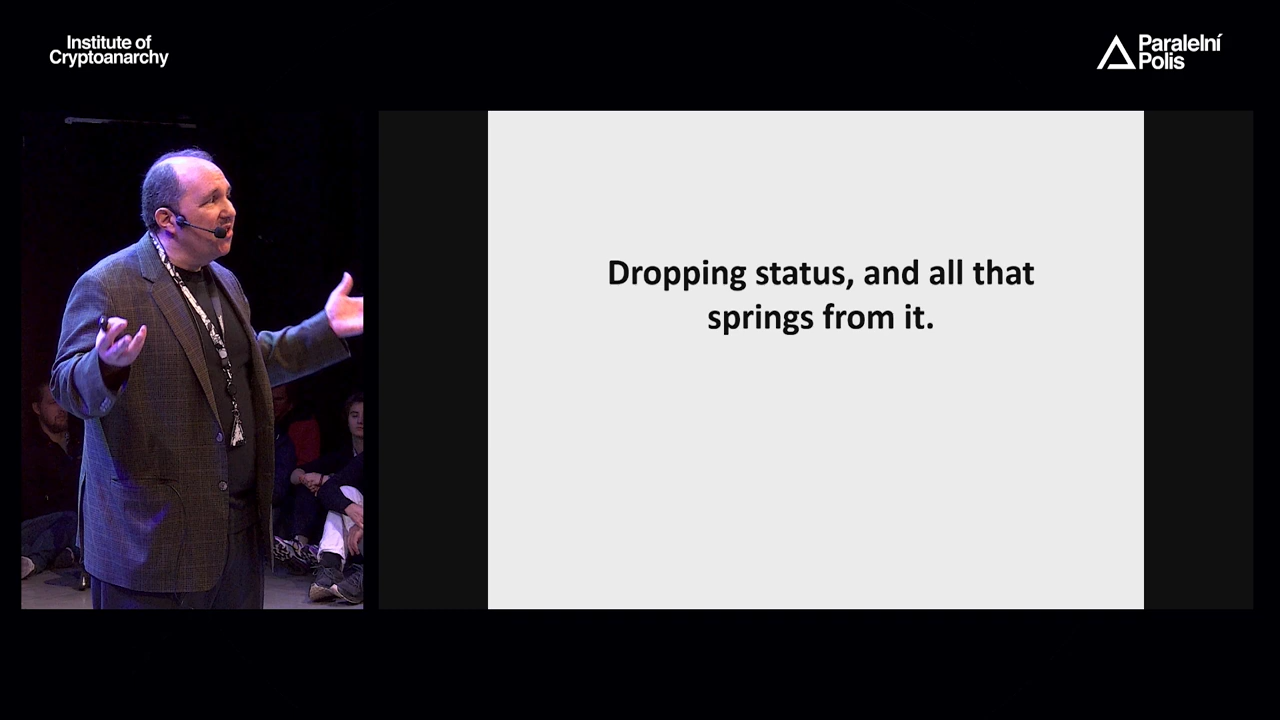 Institute of
Cryptoanarchy
Paralelní
Polis
Dropping status, and all that
springs from it.